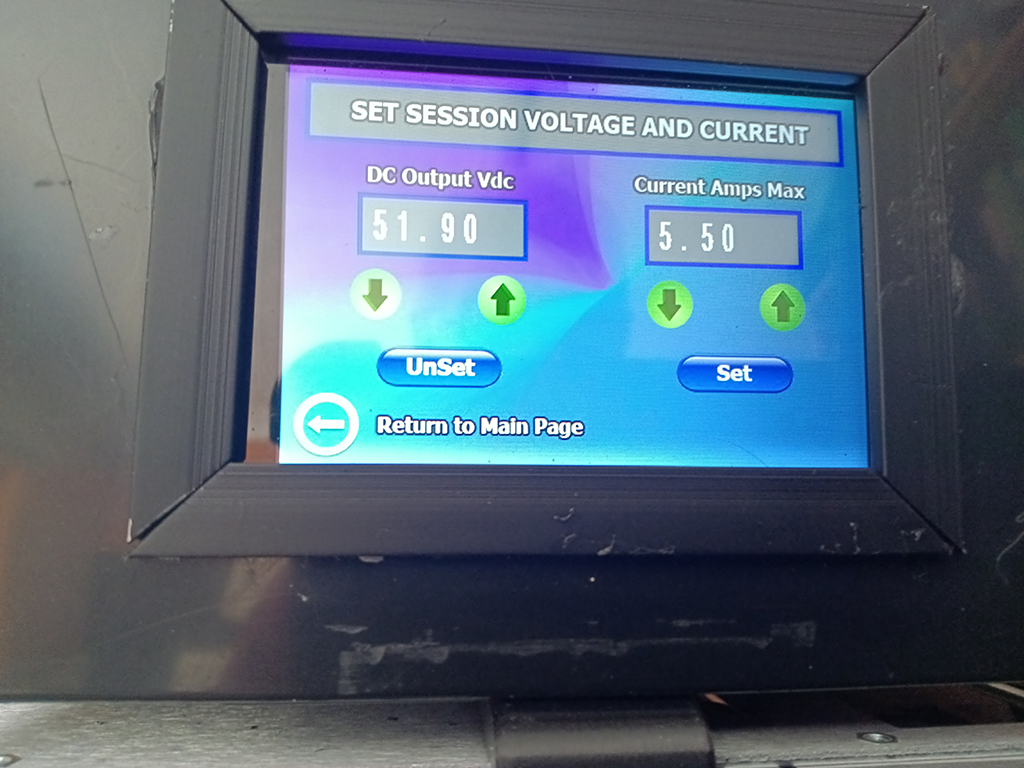 SET SESSION VOLTAGE AND CURRENT
DC Output Vdc
Current Amps Max
51.90
5.50
UnSet
Set
Return to Main Page